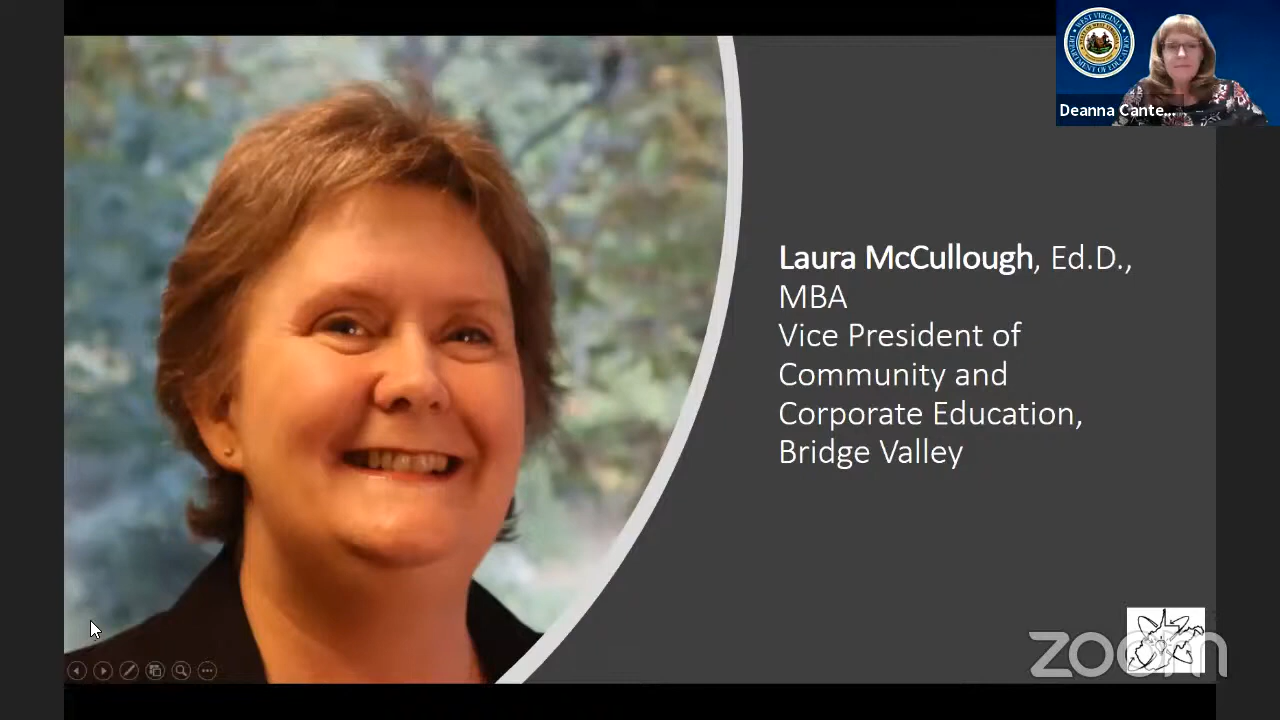 Deanna Cante...
Laura McCullough, Ed.D.,
MBA
Vice President of
Community and
Corporate Education,
Bridge Valley
zoom